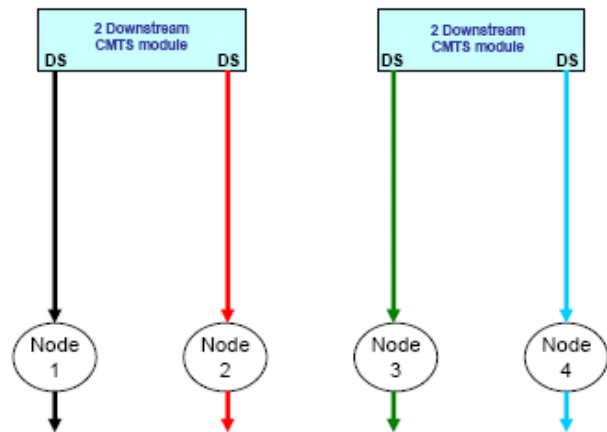 2 Downstream
CMTS module
DS
DS
2 Downstream
CMTS module
DS
DS
Node
1
Node
2
Node
3
Node
4